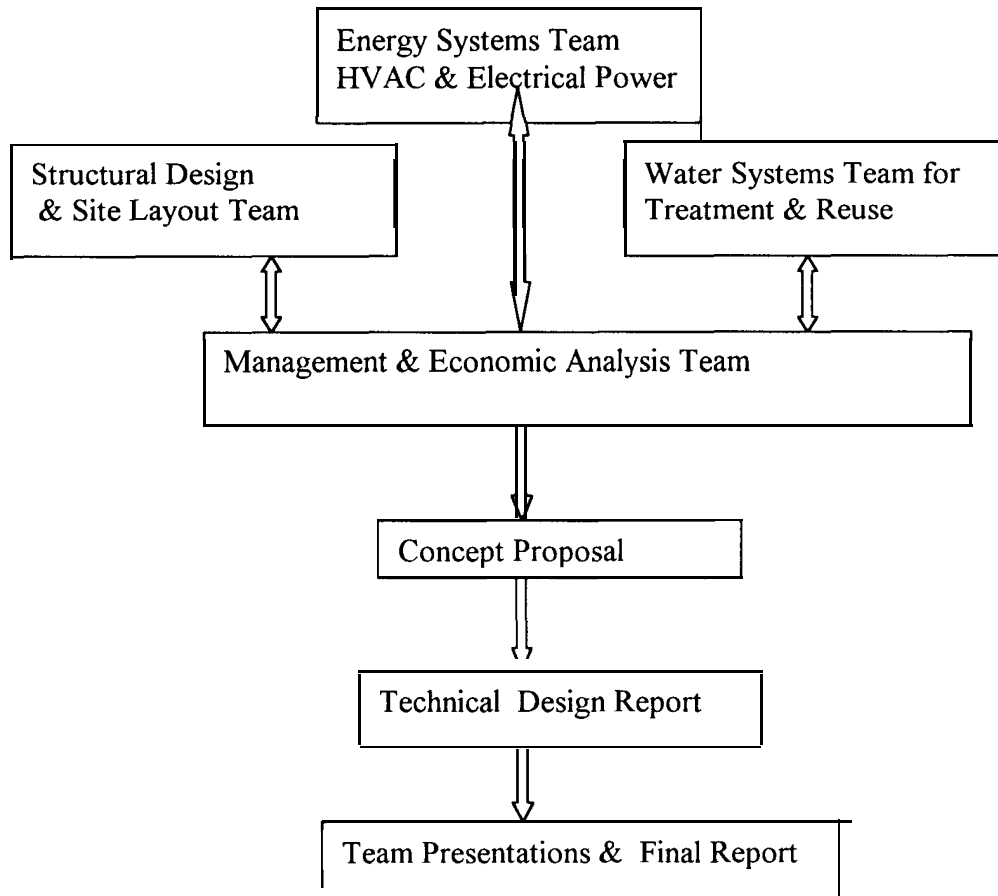 Energy Systems Team
HVAC & Electrical Power
Structural Design
& Site Layout Team
Water Systems Team for
Treatment & Reuse
Management & Economic Analysis Team
Concept Proposal
Technical Design Report
Team Presentations & Final Report